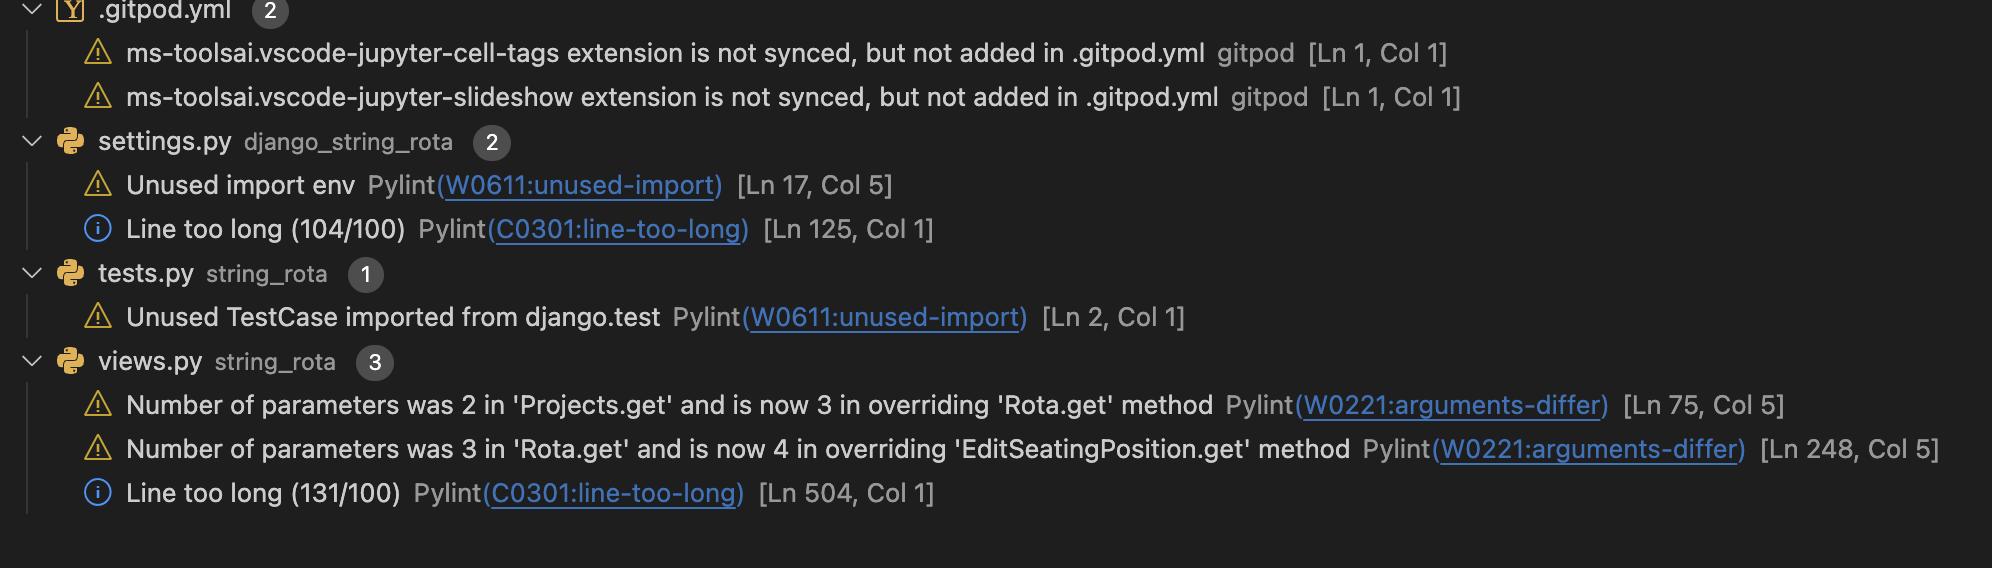 .gitpod.yml 2
ms-toolsai.vscode-jupyter-cell-tags extension is not synced, but not added in .gitpod.yml gitpod [Ln 1, Col 1]
ms-toolsai.vscode-jupyter-slideshow extension is not synced, but not added in .gitpod.yml gitpod [Ln 1, Col 1]
settings.py django_string_rota 2
Unused import env Pylint(W0611:unused-import) [Ln 17, Col 5]
Line too long (104/100) Pylint(C0301:line-too-long) [Ln 125, Col 1]
tests.py string_rota 1
Unused TestCase imported from django.test Pylint(W0611:unused-import) [Ln 2, Col 1]
views.py string_rota 3
Number of parameters was 2 in 'Projects.get' and is now 3 in overriding 'Rota.get' method Pylint(W0221:arguments-differ) [Ln 75, Col 5]
Number of parameters was 3 in 'Rota.get' and is now 4 in overriding 'EditSeatingPosition.get' method Pylint(W0221:arguments-differ) [Ln 248, Col 5]
Line too long (131/100) Pylint(C0301:line-too-long) [Ln 504, Col 1]